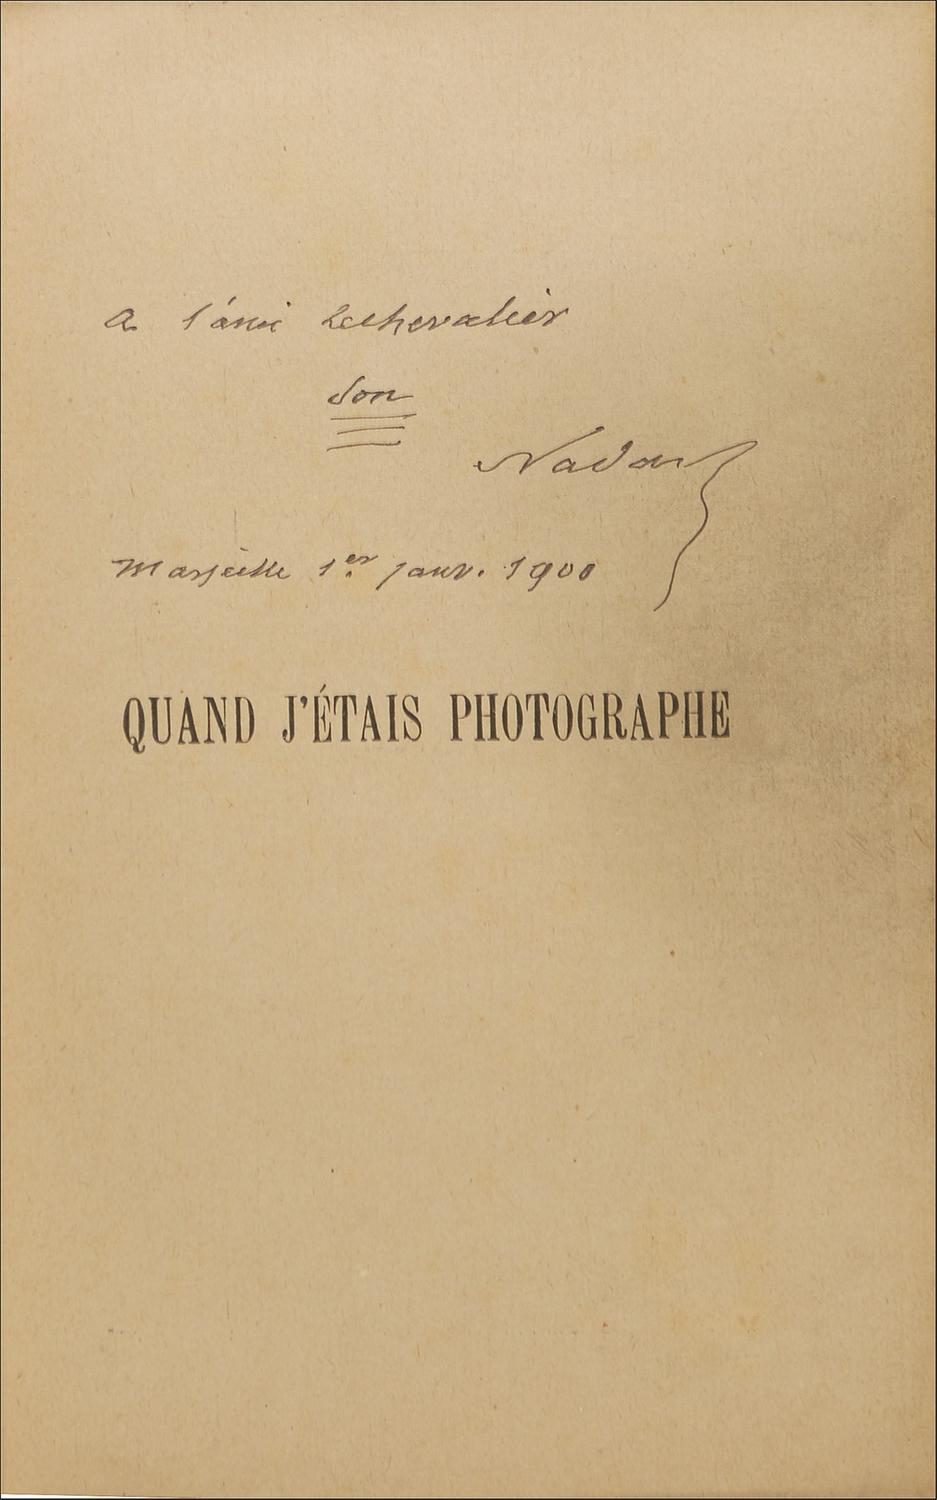 a l'ami Lechevalier
Son
Nadar
Marseille 1er janv. 1900
QUAND J'ÉTAIS PHOTOGRAPHE